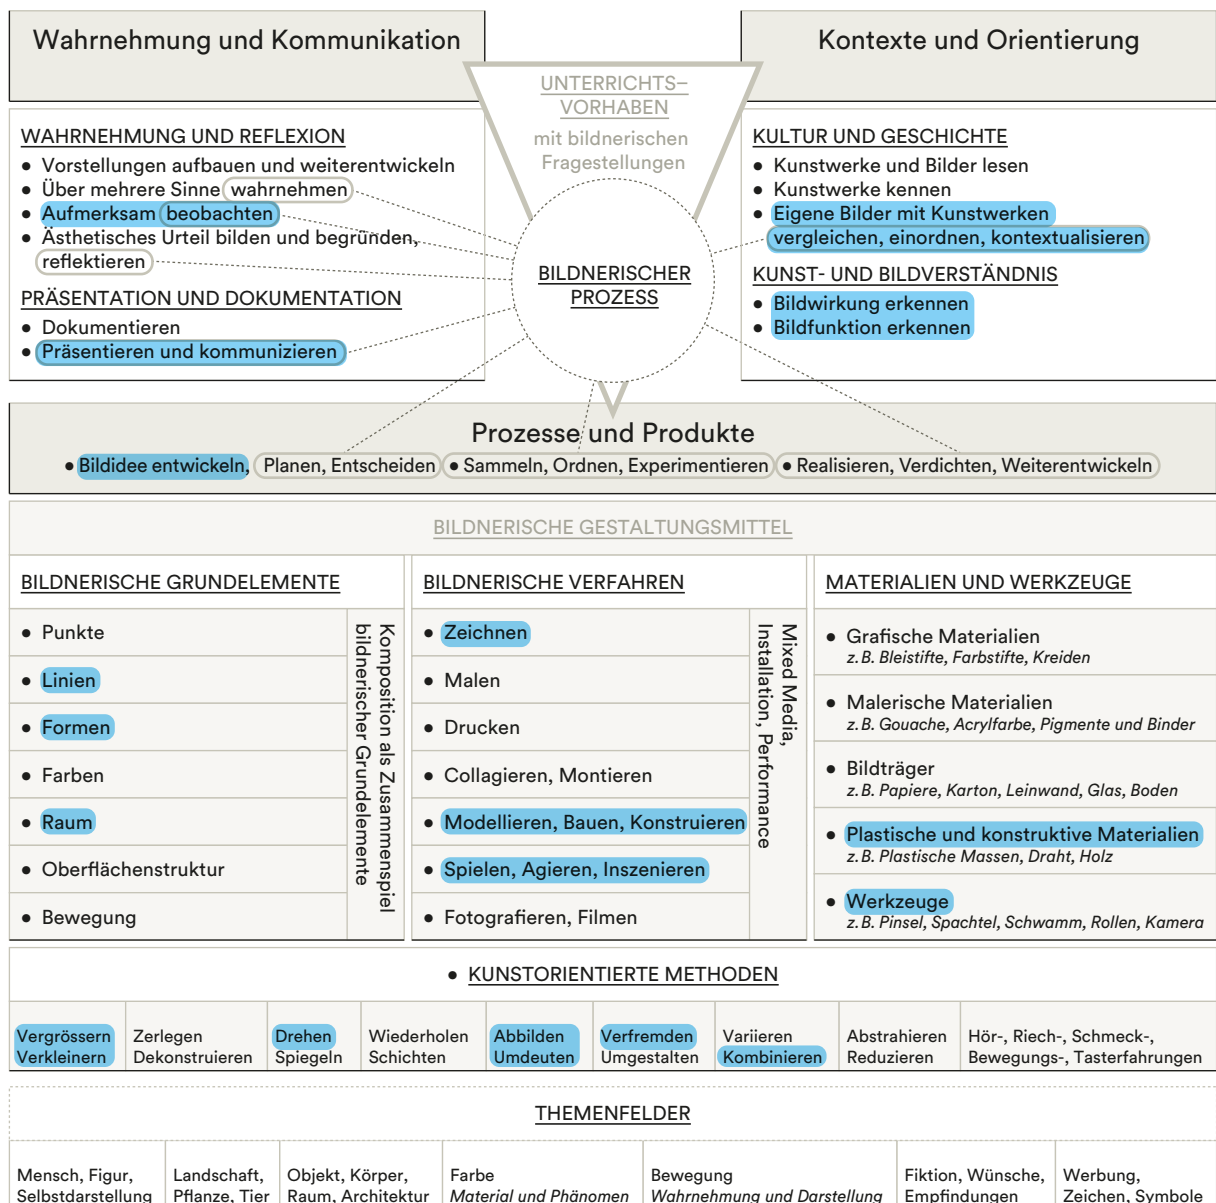 Wahrnehmung und Kommunikation
Kontexte und Orientierung
UNTERRICHTS–
VORHABEN
mit bildnerischen
Fragestellungen
WAHRNEHMUNG UND REFLEXION
• Vorstellungen aufbauen und weiterentwickeln
• Über mehrere Sinne wahrnehmen
• Aufmerksam beobachten
• Ästhetisches Urteil bilden und begründen,
reflektieren
PRÄSENTATION UND DOKUMENTATION
• Dokumentieren
• Präsentieren und kommunizieren
BILDNERISCHER
PROZESS
KULTUR UND GESCHICHTE
• Kunstwerke und Bilder lesen
• Kunstwerke kennen
• Eigene Bilder mit Kunstwerken
vergleichen, einordnen, kontextualisieren
KUNST- UND BILDVERSTÄNDNIS
• Bildwirkung erkennen
• Bildfunktion erkennen
Prozesse und Produkte
• Bildidee entwickeln, Planen, Entscheiden • Sammeln, Ordnen, Experimentieren • Realisieren, Verdichten, Weiterentwickeln
BILDNERISCHE GESTALTUNGSMITTEL
BILDNERISCHE GRUNDELEMENTE
• Punkte
• Linien
• Formen
• Farben
• Raum
• Oberflächenstruktur
• Bewegung
Komposition als Zusammenspiel
bildnerischer Grundelemente
BILDNERISCHE VERFAHREN
• Zeichnen
• Malen
• Drucken
• Collagieren, Montieren
• Modellieren, Bauen, Konstruieren
• Spielen, Agieren, Inszenieren
• Fotografieren, Filmen
Mixed Media,
Installation, Performance
MATERIALIEN UND WERKZEUGE
• Grafische Materialien
z.B. Bleistifte, Farbstifte, Kreiden
• Malerische Materialien
z.B. Gouache, Acrylfarbe, Pigmente und Binder
• Bildträger
z.B. Papiere, Karton, Leinwand, Glas, Boden
• Plastische und konstruktive Materialien
z.B. Plastische Massen, Draht, Holz
• Werkzeuge
z.B. Pinsel, Spachtel, Schwamm, Rollen, Kamera
• KUNSTORIENTIERTE METHODEN
Vergrössern
Verkleinern
Zerlegen
Dekonstruieren
Drehen
Spiegeln
Wiederholen
Schichten
Abbilden
Umdeuten
Verfremden
Umgestalten
Variieren
Kombinieren
Abstrahieren
Reduzieren
Hör-, Riech-, Schmeck-,
Bewegungs-, Tasterfahrungen
THEMENFELDER
Mensch, Figur,
Selbstdarstellung
Landschaft,
Pflanze, Tier
Objekt, Körper,
Raum, Architektur
Farbe
Material und Phänomen
Bewegung
Wahrnehmung und Darstellung
Fiktion, Wünsche,
Empfindungen
Werbung,
Zeichen, Symbole